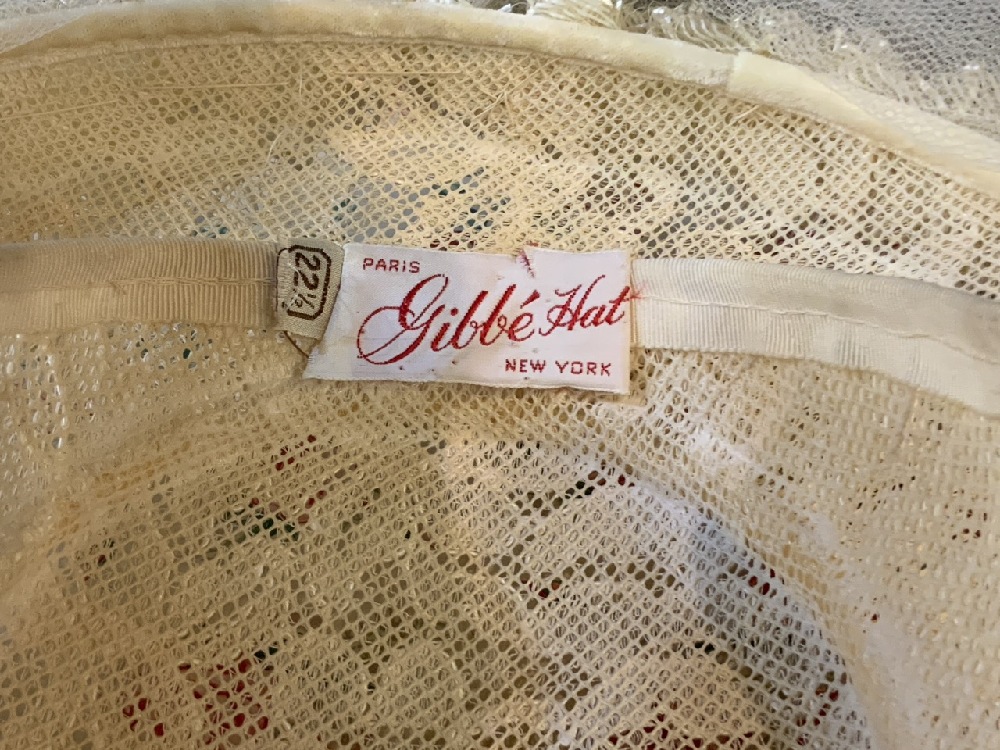 22½
PARIS
Gibbé Hat
NEW YORK